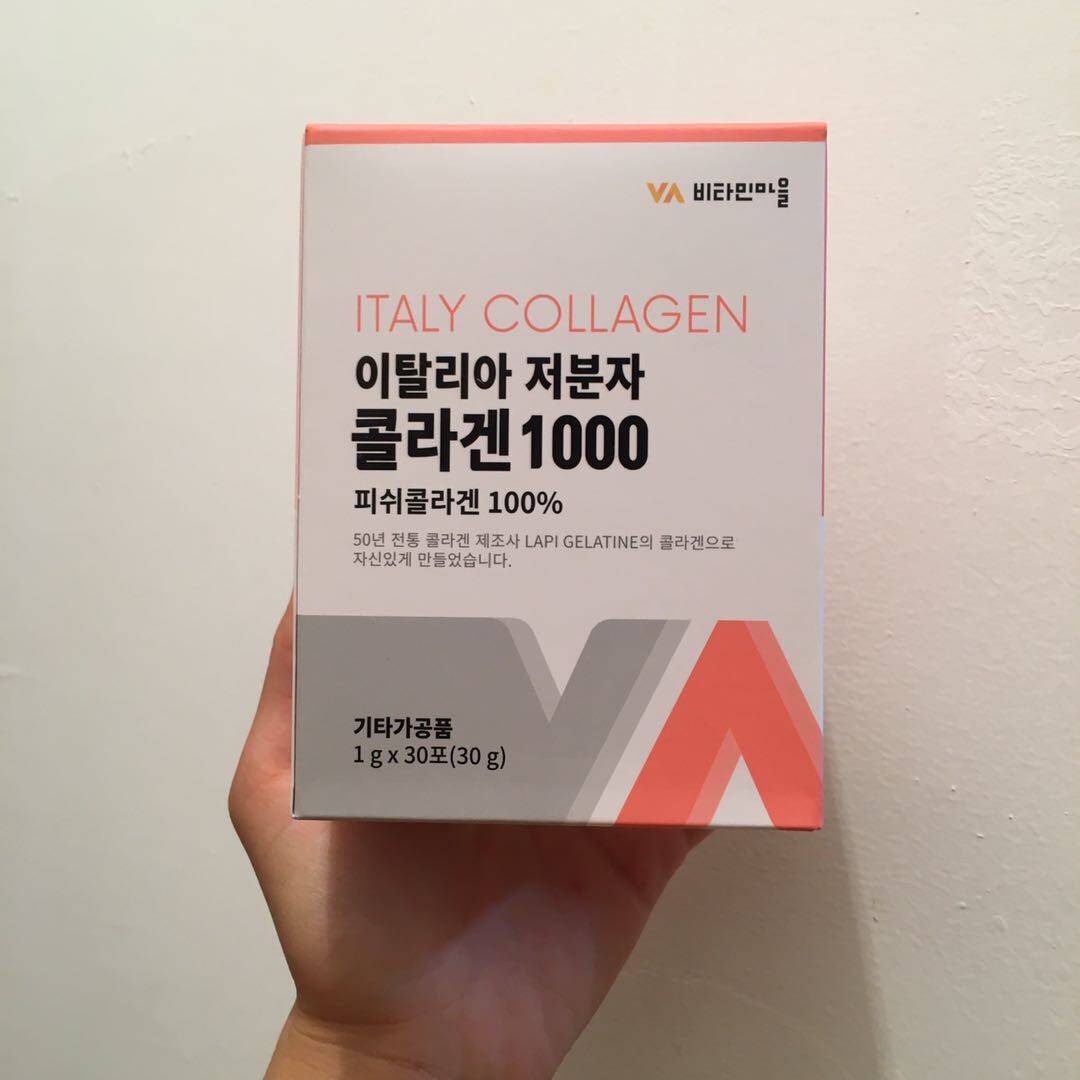 VA 비타민마을
ITALY COLLAGEN
이탈리아 저분자
콜라겐1000
피쉬콜라겐 100%
50년 전통 콜라겐 제조사 LAPI GELATINE의 콜라겐으로
자신있게 만들었습니다.
기타가공품
1 g x 30포(30 g)